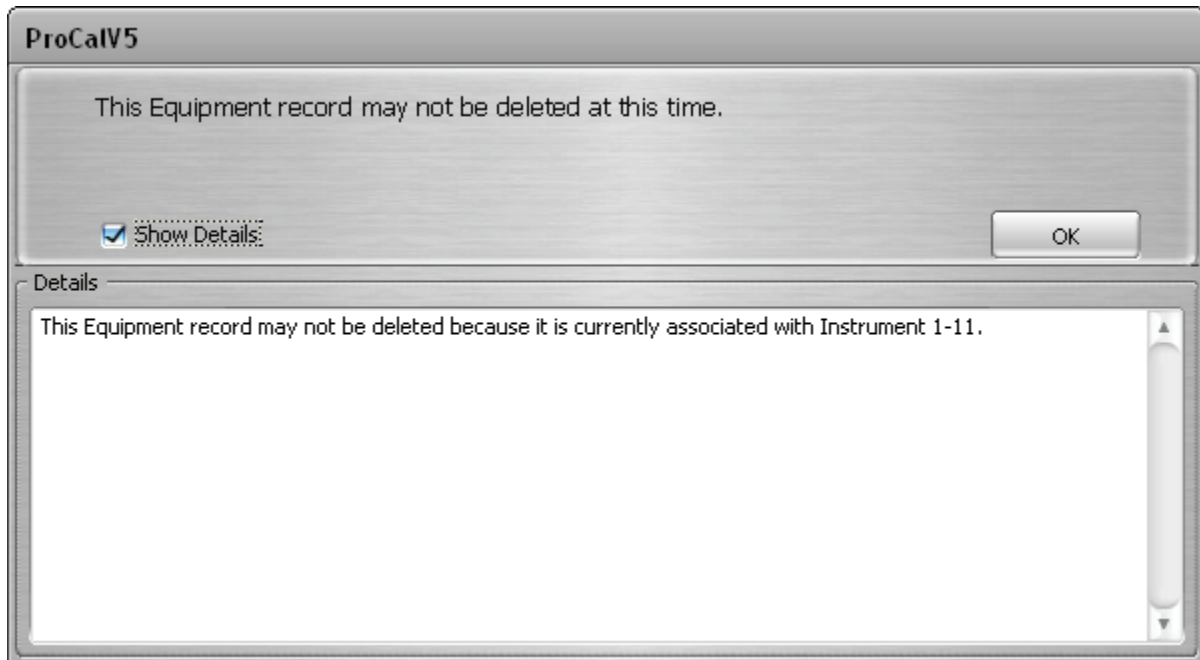 ProCalV5
This Equipment record may not be deleted at this time.
Show Details
OK
Details
This Equipment record may not be deleted because it is currently associated with Instrument 1-11.